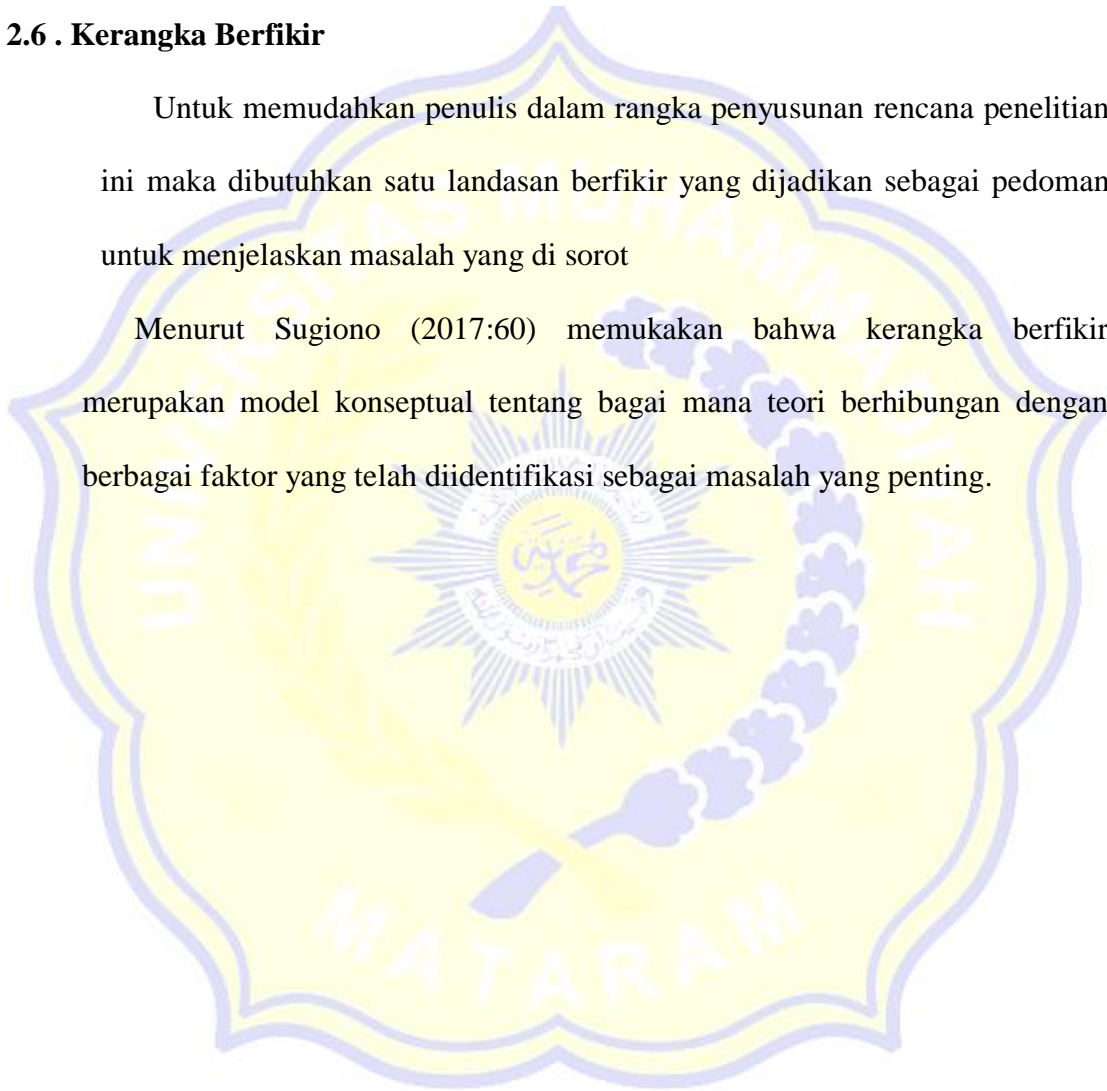 2.6 . Kerangka Berfikir
Untuk memudahkan penulis dalam rangka penyusunan rencana penelitian
ini maka dibutuhkan satu landasan berfikir yang dijadikan sebagai pedoman
untuk menjelaskan masalah yang di sorot
Menurut Sugiono (2017:60) memukakan bahwa kerangka berfikir
merupakan model konseptual tentang bagai mana teori berhibungan dengan
berbagai faktor yang telah diidentifikasi sebagai masalah yang penting.
UNIVERSITAS MUHAMMADIYAH
MATARAM